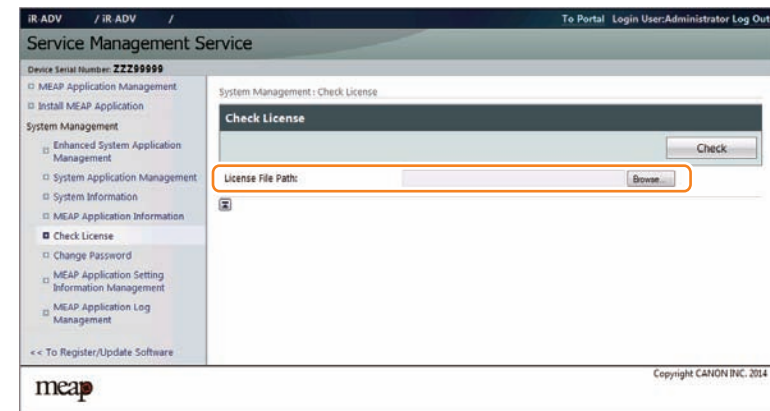 iR-ADV / iR-ADV /
To Portal Login User:Administrator Log Out
Service Management Service
Device Serial Number: ZZZ99999
MEAP Application Management
Install MEAP Application
System Management
Enhanced System Application
Management
System Application Management
System Information
MEAP Application Information
Check License
Change Password
MEAP Application Setting
Information Management
MEAP Application Log
Management
<< To Register/Update Software
System Management : Check License
Check License
Check
License File Path:
Browse...
Copyright CANON INC. 2014
meap